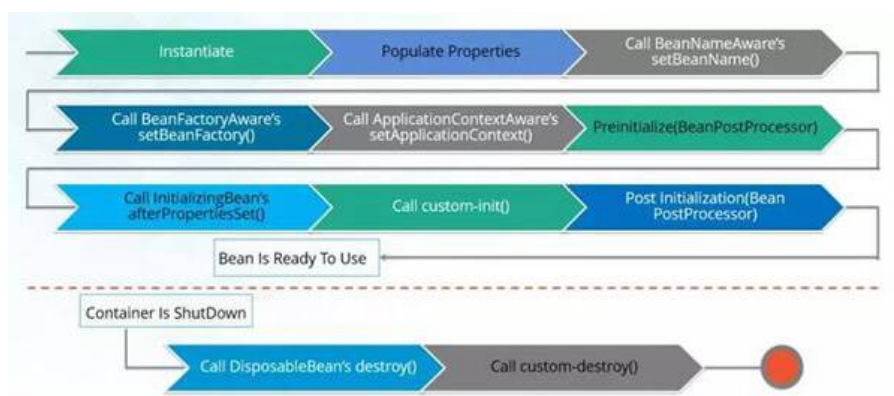 Instantiate
Populate Properties
Call BeanNameAware's
setBeanName()
Call BeanFactoryAware's
setBeanFactory()
Call ApplicationContextAware's
setApplicationContext()
Preinitialize(BeanPostProcessor)
Call InitializingBean's
afterPropertiesSet()
Call custom-init()
Post Initialization(Bean
PostProcessor)
Bean Is Ready To Use
Container Is ShutDown
Call DisposableBean's destroy()
Call custom-destroy()